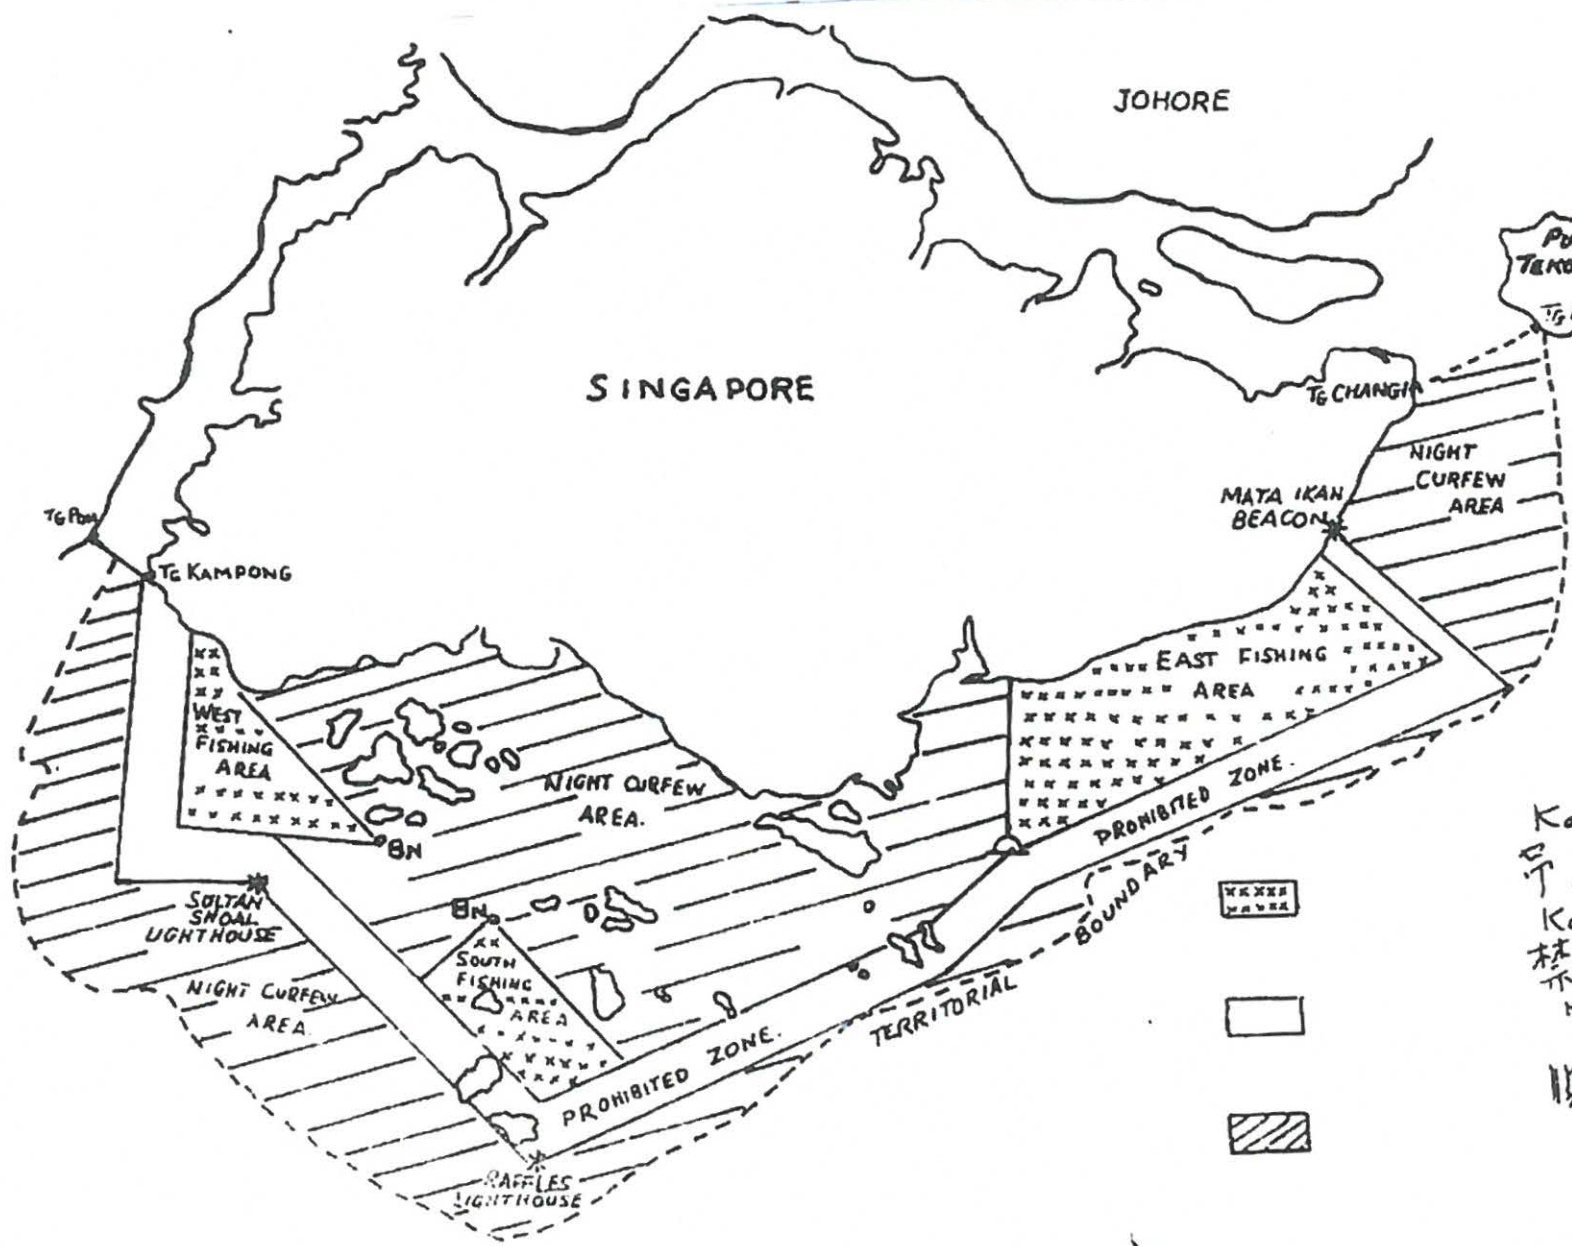 JOHORE
SINGAPORE
TG CHANGI
NIGHT
CURFEW
AREA
MATA IKAN
BEACON
TG KAMPONG
EAST FISHING
AREA
WEST
FISHING
AREA
NIGHT CURFEW
AREA.
BN
PROHIBITED ZONE.
SULTAN
SHOAL
LIGHTHOUSE
BN
SOUTH
FISHING
AREA
NIGHT CURFEW
AREA.
PROHIBITED ZONE.
TERRITORIAL BOUNDARY
RAFFLES
LIGHTHOUSE